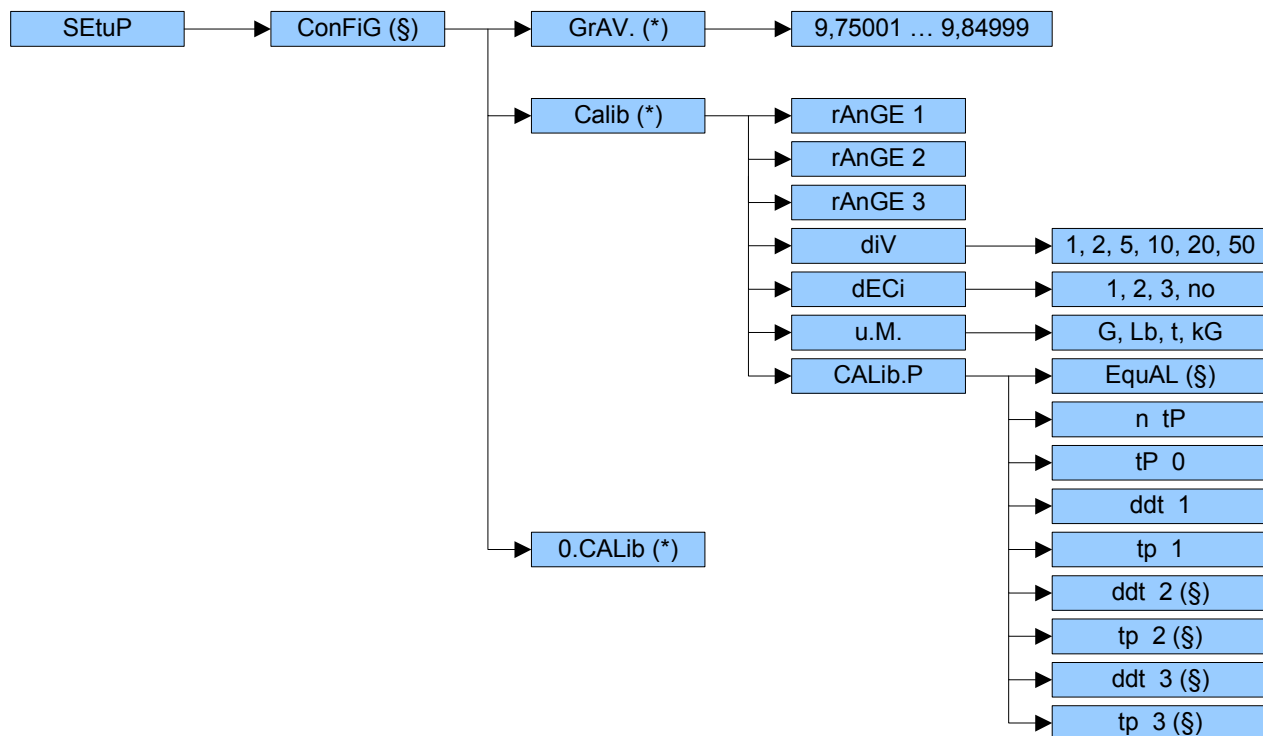 SEtuP
ConFiG (§)
GrAV. (*)
9,75001 … 9,84999
Calib (*)
rAnGE 1
rAnGE 2
rAnGE 3
diV
1, 2, 5, 10, 20, 50
dECi
1, 2, 3, no
u.M.
G, Lb, t, kG
CALib.P
EquAL (§)
n tP
tP 0
ddt 1
0.CALib (*)
tp 1
ddt 2 (§)
tp 2 (§)
ddt 3 (§)
tp 3 (§)